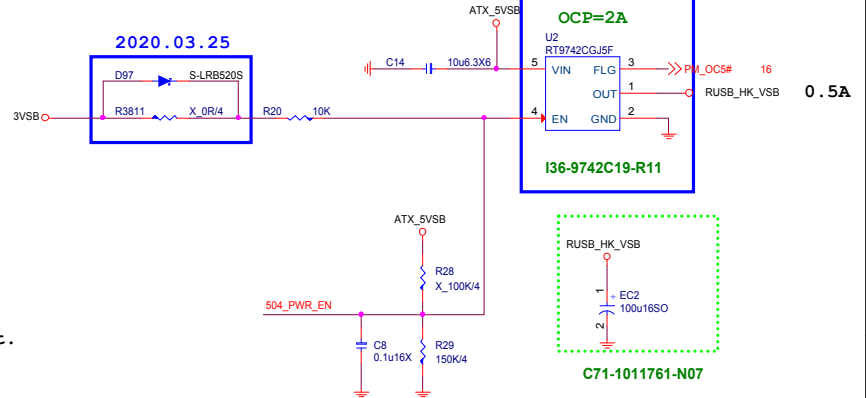 ATX_5VSB
OCP=2A
2020.03.25
U2
RT9742CGJ5F
C14
10u6.3X6
5
VIN
FLG
3
PM_OC5#
16
D97
S-LRB520S
OUT
1
RUSB_HK_VSB
0.5A
3VSB
R3811
X_0R/4
R20
10K
4
EN
GND
2
I36-9742C19-R11
ATX_5VSB
RUSB_HK_VSB
R28
X_100K/4
1
+
EC2
100u16SO
2
504_PWR_EN
C8
0.1u16X
R29
150K/4
C71-1011761-N07